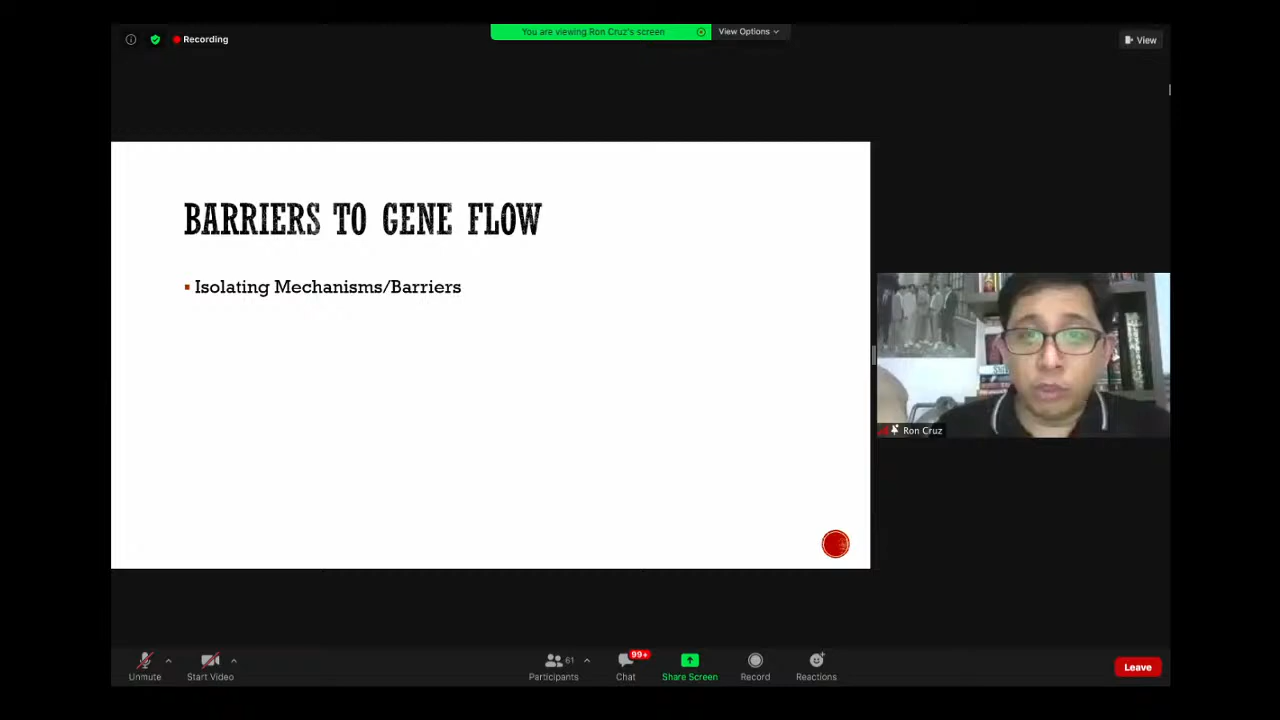 Recording
You are viewing Ron Cruz's screen
View Options
View
BARRIERS TO GENE FLOW
▪ Isolating Mechanisms/Barriers
Ron Cruz
Unmute
Start Video
61
Participants
99+
Chat
Share Screen
Record
Reactions
Leave